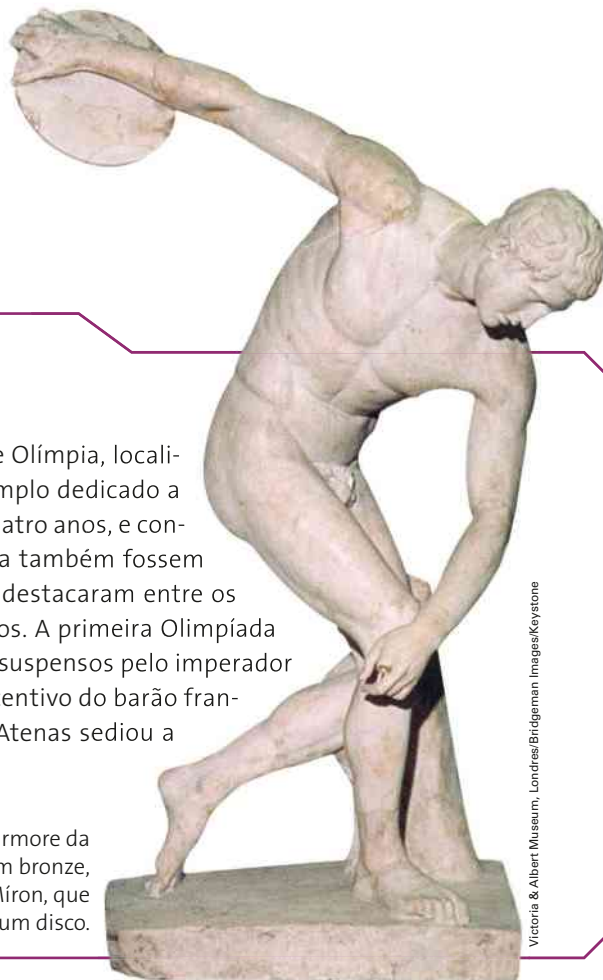 e Olímpia, locali-
mplo dedicado a
atro anos, e con-
a também fossem
destacaram entre os
os. A primeira Olimpíada
suspensos pelo imperador
entivo do barão fran-
Atenas sediou a
rmore da
m bronze,
Míron, que
um disco.
Victoria & Albert Museum, Londres/Bridgeman Images/Keystone